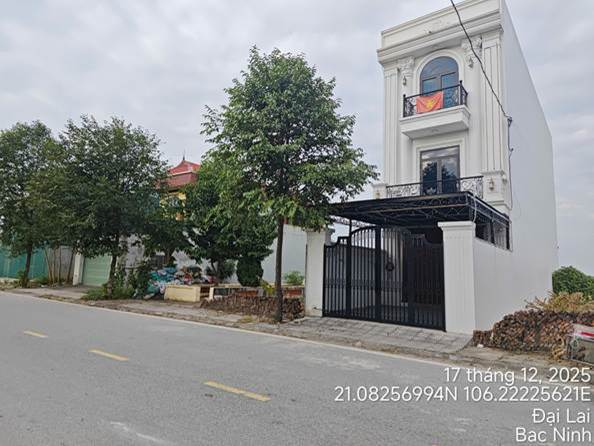 17 tháng 12, 2025
21.08256994N 106.22225621E
Đại Lai
Bac Ninh